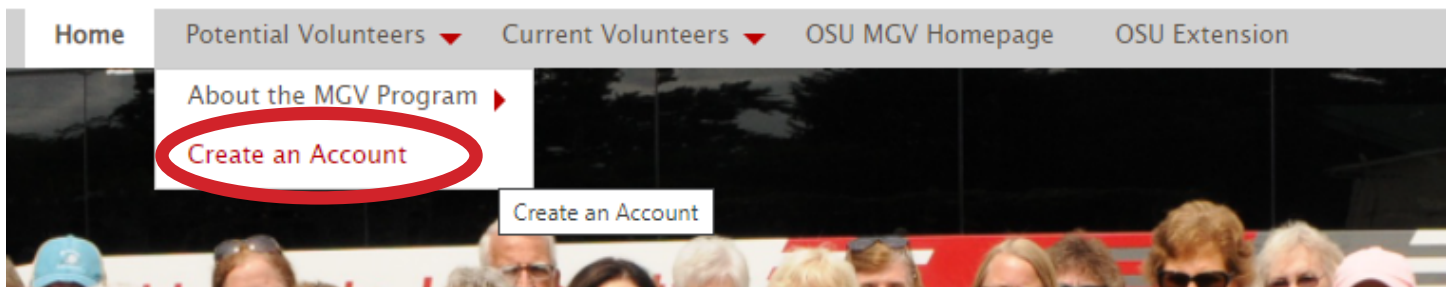 Home Potential Volunteers Current Volunteers OSU MGV Homepage OSU Extension
About the MGV Program
Create an Account
Create an Account